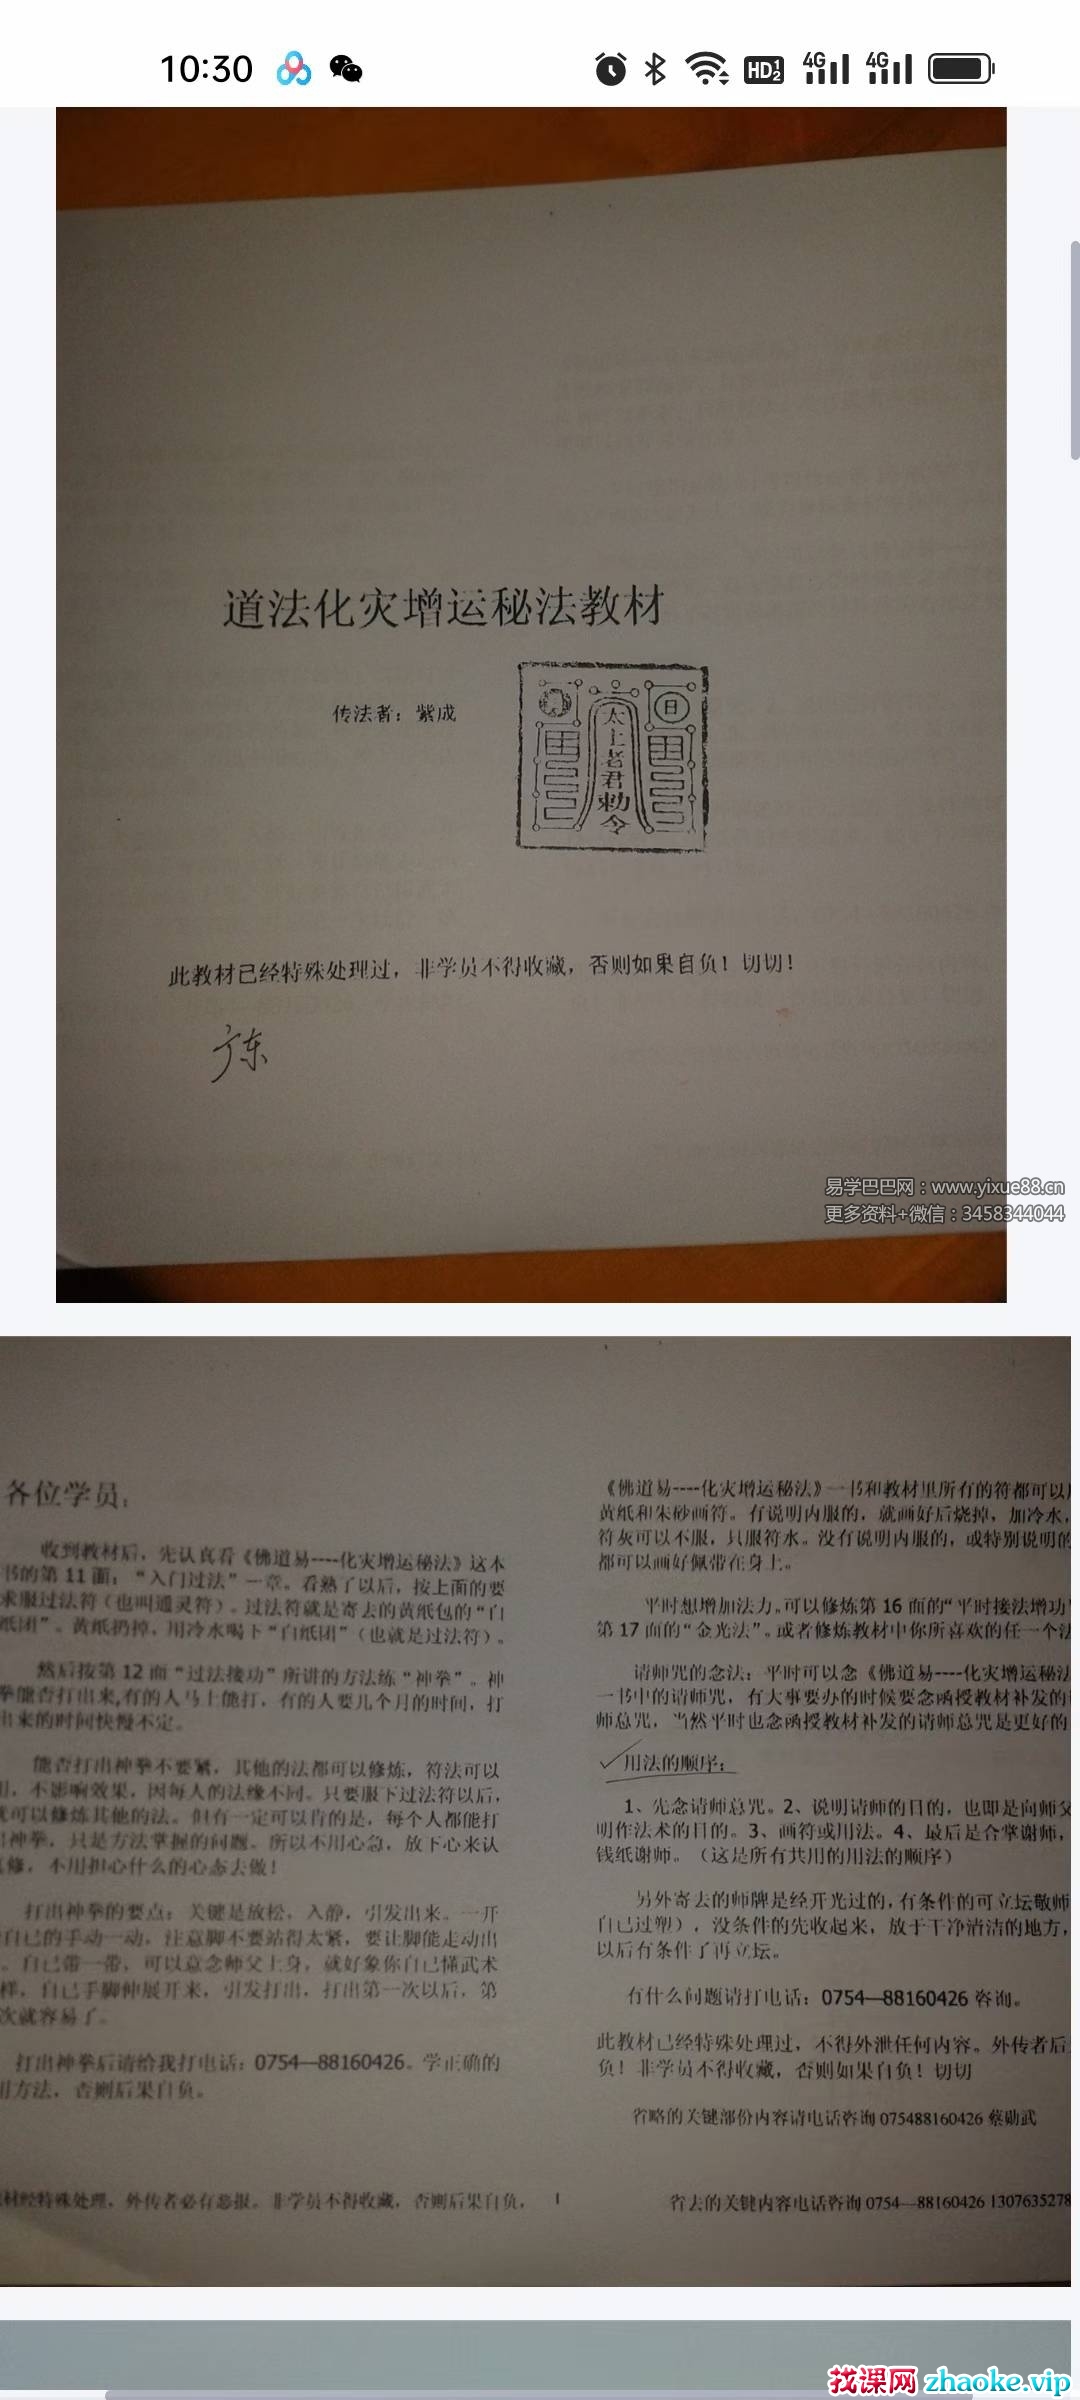 10:30
HD 1 2
4G
4G
道法化灾增运秘法教材
传法者：紫成
日
太上老君勅令
此教材已经特殊处理过，非学员不得收藏，否则如果自负！切切！
易学巴巴网：www.yixue88.cn
更多资料+微信：3458344044
各位学员：
收到教材后，先认真看《佛道易----化灾增运秘法》这本
书的第11面：“入门过法”一章。看熟了以后，按上面的要
求服过法符（也叫通灵符）。过法符就是寄去的黄纸包的“白
纸团”。黄纸扔掉，用冷水喝下“白纸团”（也就是过法符）。
然后按第12面“过法接功”所讲的方法练“神拳”。神
拳能否打出来,有的人马上能打，有的人要几个月的时间，打
出来的时间快慢不定。
能否打出神拳不要紧，其他的法都可以修炼，符法可以
用，不影响效果，因每人的法缘不同。只要服下过法符以后，
就可以修炼其他的法。但有一定可以肯的是，每个人都能打
出神拳，只是方法掌握的问题。所以不用心急，放下心来认
真修，不用担心什么的心态去做！
打出神拳的要点：关键是放松，入静，引发出来。一开
自己的手动一动，注意脚不要站得太紧，要让脚能走动出
。自己带一带，可以意念师父上身，就好象你自己懂武术
样，自己手脚伸展开来，引发打出，打出第一次以后，第
次就容易了。
打出神拳后请给我打电话：0754—88160426。学正确的
用方法，否则后果自负。
材经特殊处理，外传者必有恶报。非学员不得收藏，否则后果自负， 1
《佛道易----化灾增运秘法》一书和教材里所有的符都可以
黄纸和朱砂画符。有说明内服的，就画好后烧掉，加冷水，
符灰可以不服，只服符水。没有说明内服的，或特别说明的
都可以画好佩带在身上。
平时想增加法力。可以修炼第16面的“平时接法增功”
第17面的“金光法”。或者修炼教材中你所喜欢的任一个法
请师咒的念法：平时可以念《佛道易----化灾增运秘法
一书中的请师咒，有大事要办的时候要念函授教材补发的
师总咒，当然平时也念函授教材补发的请师总咒是更好的
✓用法的顺序：
1、先念请师总咒。2、说明请师的目的，也即是向师父
明作法术的目的。3、画符或用法。4、最后是合掌谢师，
钱纸谢师。（这是所有共用的用法的顺序）
另外寄去的师牌是经开光过的，有条件的可立坛敬师
自己过塑），没条件的先收起来，放于干净清洁的地方，
以后有条件了再立坛。
有什么问题请打电话：0754—88160426咨询。
此教材已经特殊处理过，不得外泄任何内容。外传者后
负！非学员不得收藏，否则如果自负！切切
省略的关键部份内容请电话咨询075488160426蔡勋武
省去的关键内容电话咨询0754—88160426 1307635278
找课网 zhaoke.vip